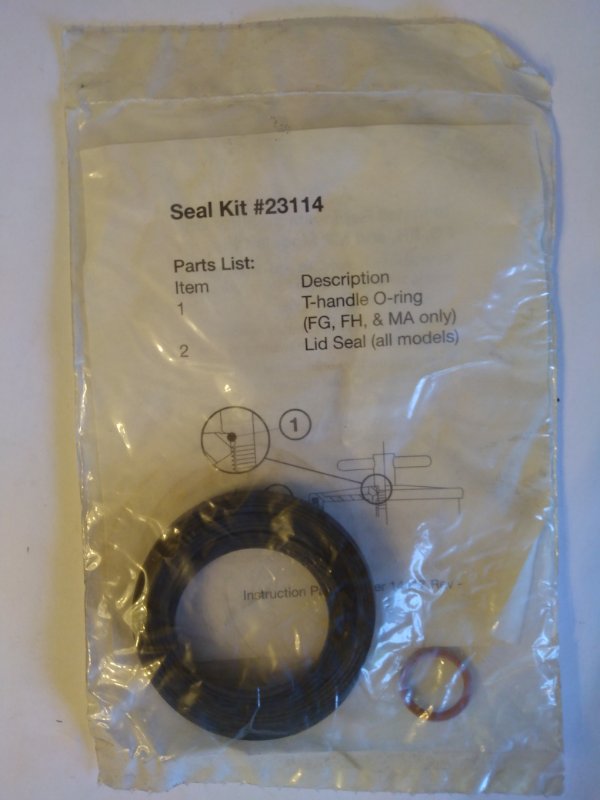 Seal Kit #23114
Parts List:
Item Description
1 T-handle O-ring
(FG, FH, & MA only)
2 Lid Seal (all models)
1
Instruction Rev -